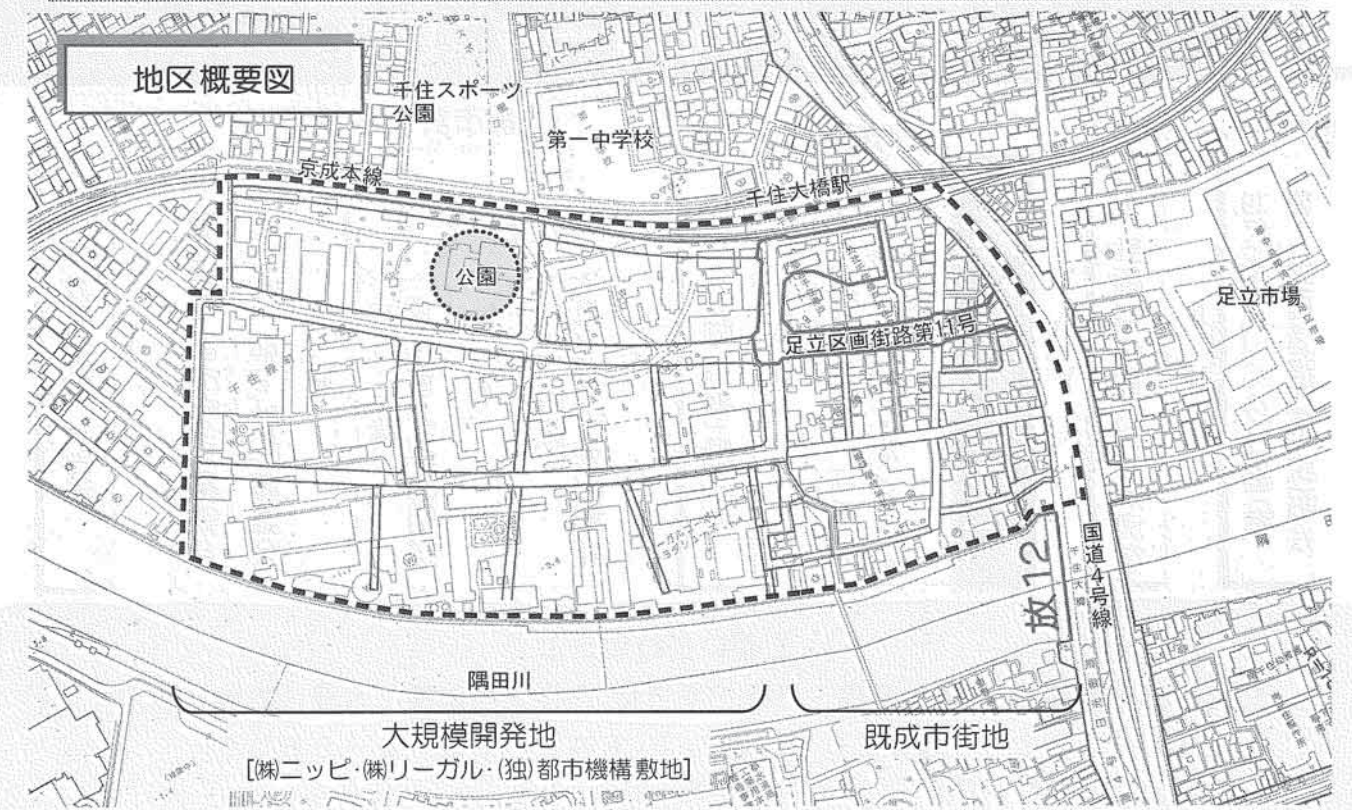 地区概要図
千住スポーツ
公園
第一中学校
京成本線
千住大橋駅
公園
足立市場
足立区画街路第11号
国道4号線
放12
隅田川
大規模開発地
[㈱ニッピ・㈱リーガル・(独)都市機構敷地]
既成市街地